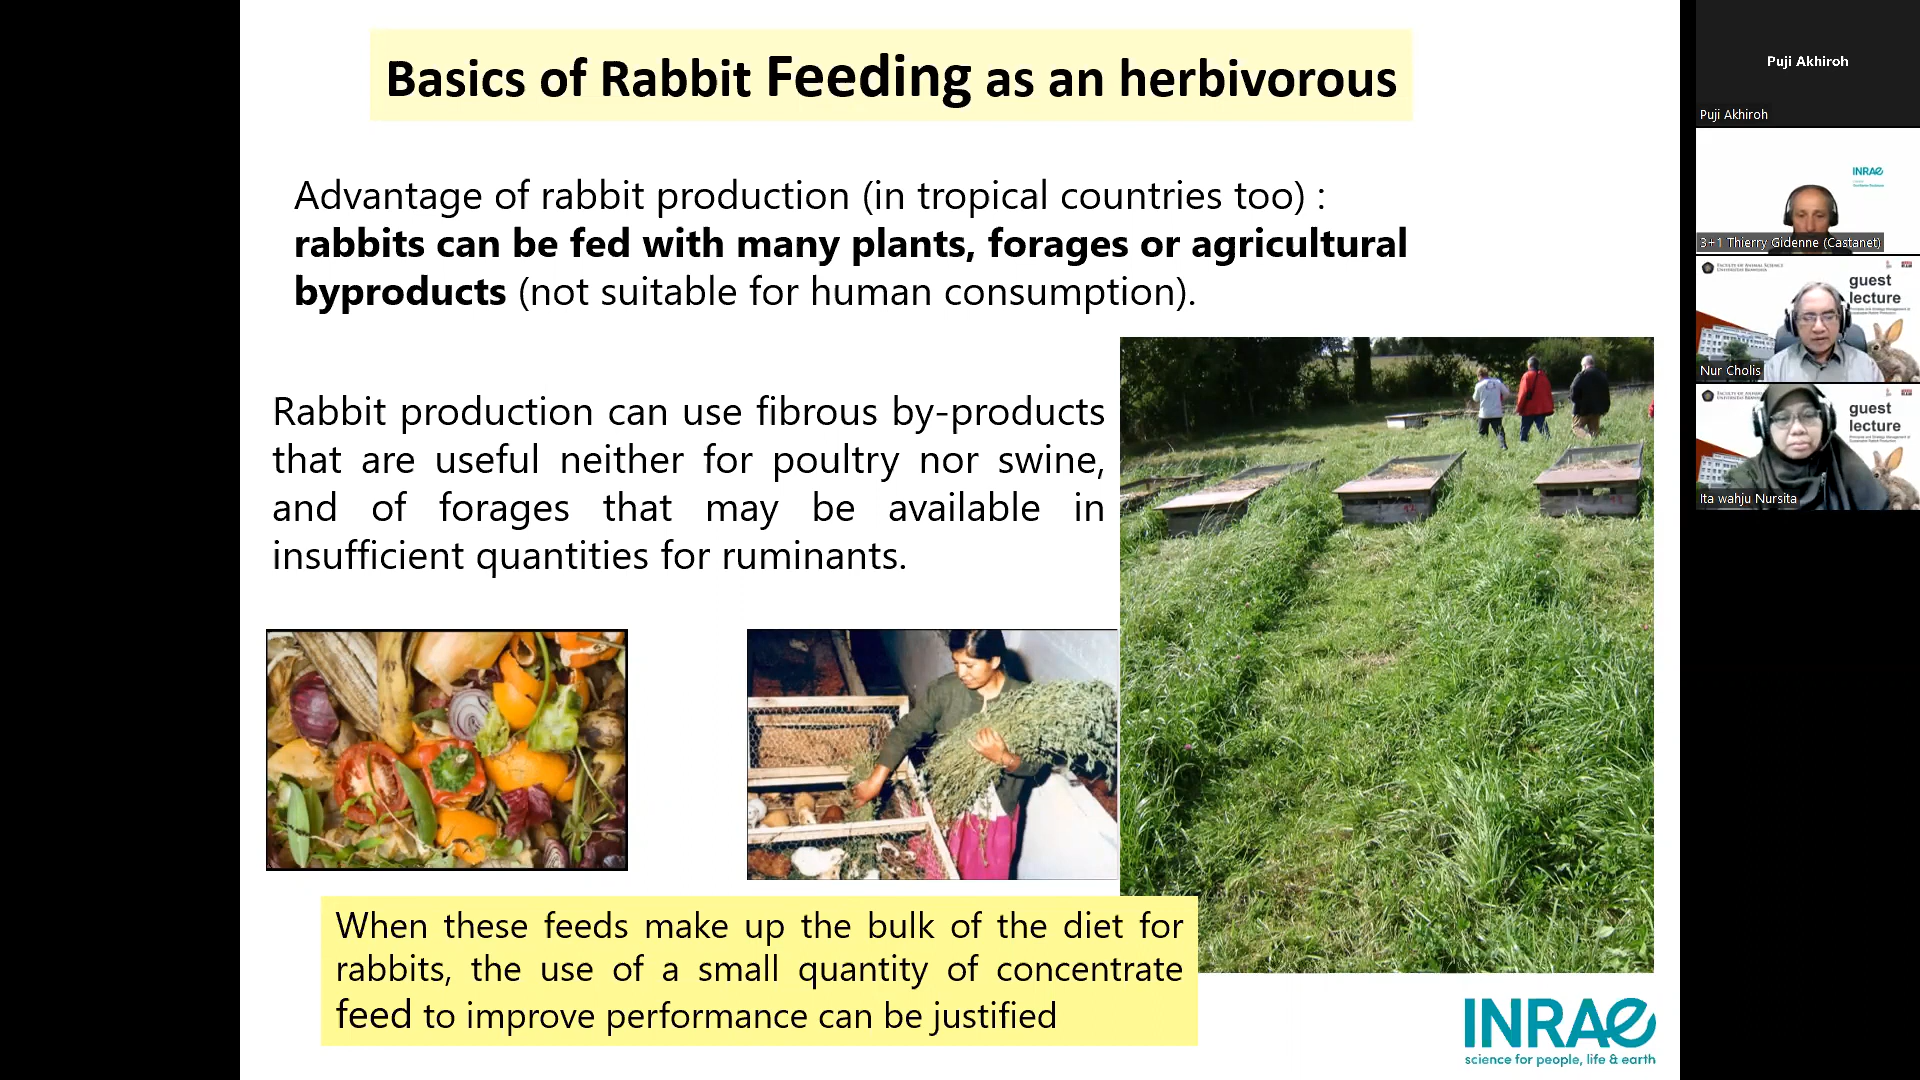 Basics of Rabbit Feeding as an herbivorous
Advantage of rabbit production (in tropical countries too) :
rabbits can be fed with many plants, forages or agricultural
byproducts (not suitable for human consumption).
Rabbit production can use fibrous by-products
that are useful neither for poultry nor swine,
and of forages that may be available in
insufficient quantities for ruminants.
When these feeds make up the bulk of the diet for
rabbits, the use of a small quantity of concentrate
feed to improve performance can be justified
INRAE
science for people, life & earth
Puji Akhiroh
Puji Akhiroh
INRAE
3+1 Thierry Gidenne (Castanet)
guest
lecture
Nur Cholis
guest
lecture
Ita wahju Nursita